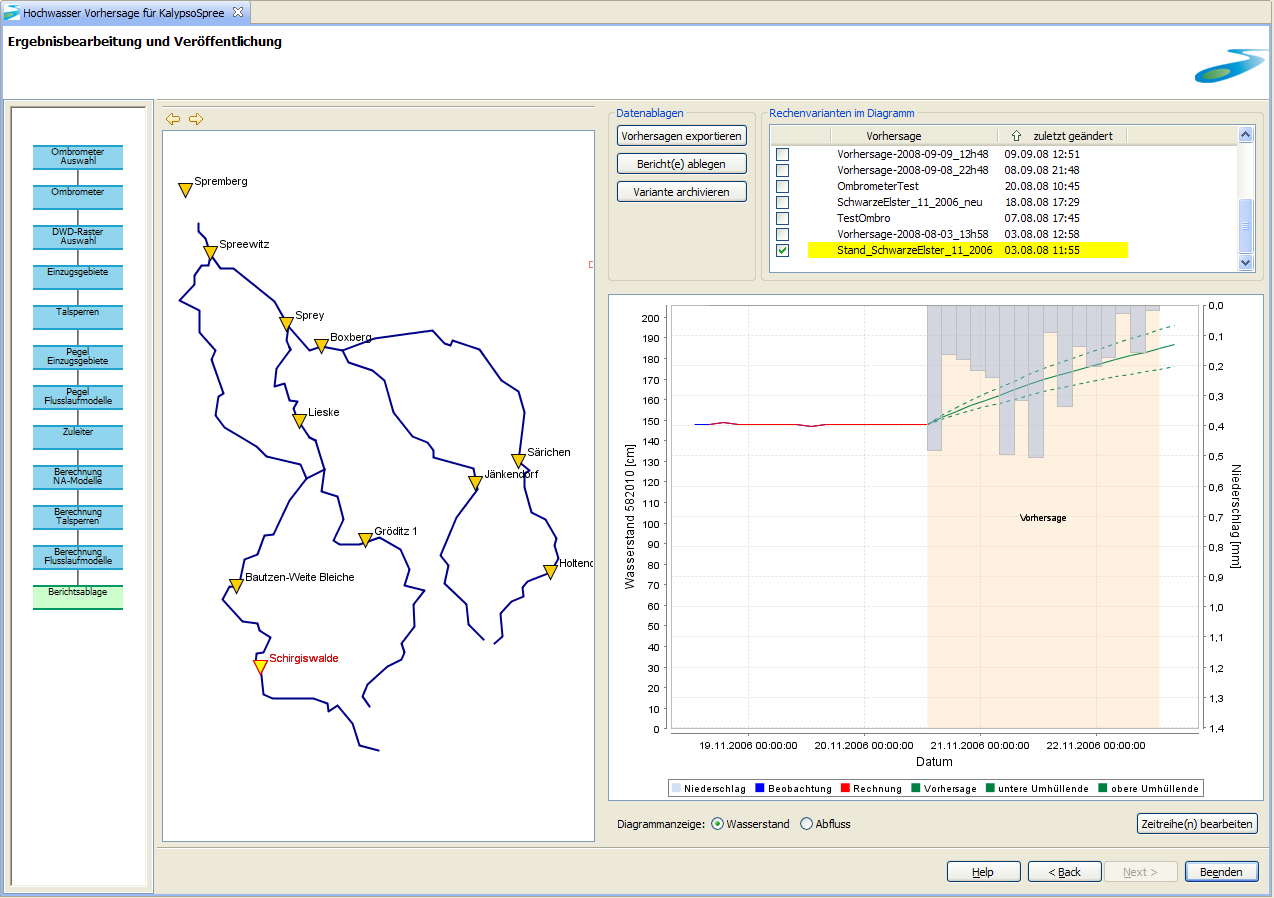 Hochwasser Vorhersage für KalypsoSpree
Ergebnisbearbeitung und Veröffentlichung
Ombrometer
Auswahl
Ombrometer
DWD-Raster
Auswahl
Einzugsgebiete
Talsperren
Pegel
Einzugsgebiete
Pegel
Flusslaufmodelle
Zuleiter
Berechnung
NA-Modelle
Berechnung
Talsperren
Berechnung
Flusslaufmodelle
Berichtsablage
Spremberg
Spreewitz
Sprey
Boxberg
Lieske
Särichen
Jänkendorf
Gröditz 1
Holtend
Bautzen-Weite Bleiche
Schirgiswalde
Datenablagen
Vorhersagen exportieren
Bericht(e) ablegen
Variante archivieren
Rechenvarianten im Diagramm
Vorhersage zuletzt geändert
Vorhersage-2008-09-09_12h48 09.09.08 12:51
Vorhersage-2008-09-08_22h48 08.09.08 21:48
OmbrometerTest 20.08.08 10:45
SchwarzeElster_11_2006_neu 18.08.08 17:29
TestOmbro 07.08.08 17:45
Vorhersage-2008-08-03_13h58 03.08.08 12:58
Stand_SchwarzeElster_11_2006 03.08.08 11:55
Wasserstand 582010 [cm]
200
190
180
170
160
150
140
130
120
110
100
90
80
70
60
50
40
30
20
10
0
Vorhersage
0,0
0,1
0,2
0,3
0,4
0,5
0,6
0,7
0,8
0,9
1,0
1,1
1,2
1,3
1,4
Niederschlag [mm]
19.11.2006 00:00:00 20.11.2006 00:00:00 21.11.2006 00:00:00 22.11.2006 00:00:00
Datum
Niederschlag Beobachtung Rechnung Vorhersage untere Umhüllende obere Umhüllende
Diagrammanzeige: Wasserstand Abfluss
Zeitreihe(n) bearbeiten
Help < Back Next > Beenden